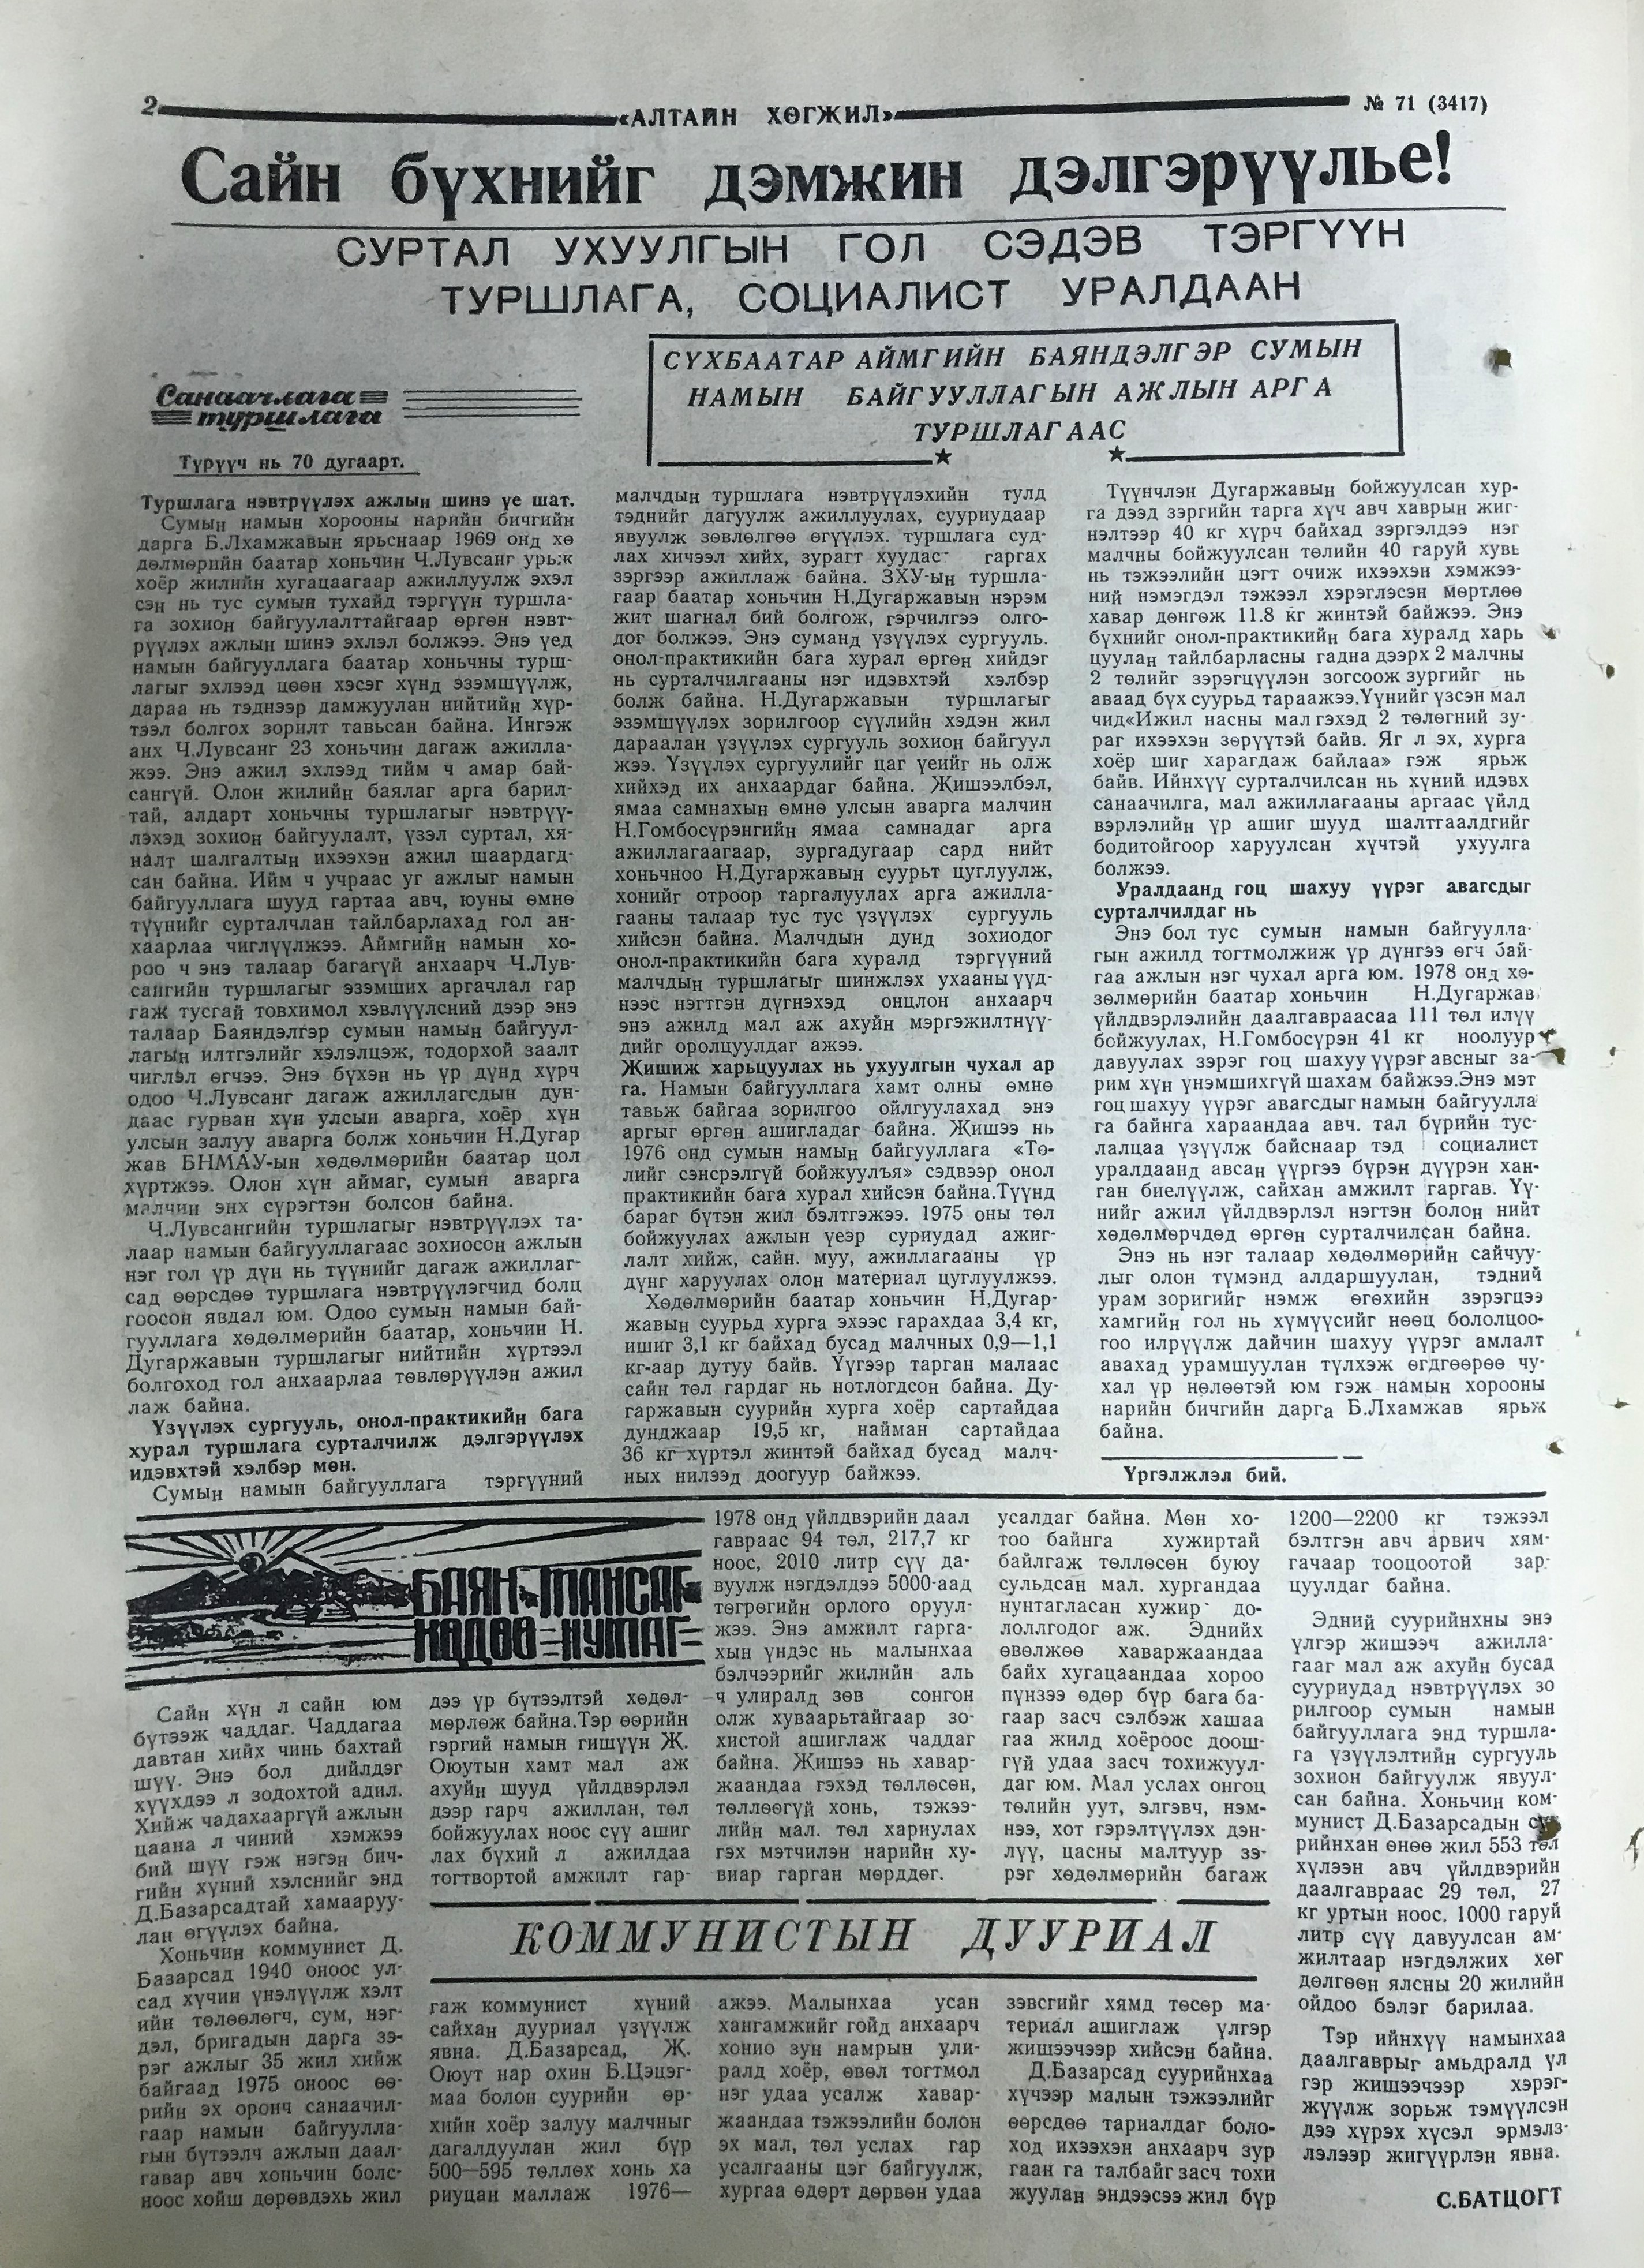 2
«АЛТАЙН ХӨГЖИЛ»
№ 71 (3417)
Сайн бүхнийг дэмжин дэлгэрүүлье!
СУРТАЛ УХУУЛГЫН ГОЛ СЭДЭВ ТЭРГҮҮН
ТУРШЛАГА, СОЦИАЛИСТ УРАЛДААН
СҮХБААТАР АЙМГИЙН БАЯНДЭЛГЭР СУМЫН
НАМЫН БАЙГУУЛЛАГЫН АЖЛЫН АРГА
ТУРШЛАГААС
Санаачлага
туршлага
Түрүүч нь 70 дугаарт.
Туршлага нэвтрүүлэх ажлын шинэ үе шат.
Сумын намын хорооны нарийн бичгийн
дарга Б.Лхамжавын ярьснаар 1969 онд хө
дөлмөрийн баатар хоньчин Ч.Лувсанг урьж
хоёр жилийн хугацаагаар ажиллуулж эхэл
сэн нь тус сумын тухайд тэргүүн туршла-
га зохион байгуулалттайгаар өргөн нэвт-
рүүлэх ажлын шинэ эхлэл болжээ. Энэ үед
намын байгууллага баатар хоньчны турш-
лагыг эхлээд цөөн хэсэг хүнд эзэмшүүлж,
дараа нь тэднээр дамжуулан нийтийн хүр-
тээл болгох зорилт тавьсан байна. Ингэж
анх Ч.Лувсанг 23 хоньчин дагаж ажилла-
жээ. Энэ ажил эхлээд тийм ч амар бай-
сангүй. Олон жилийн баялаг арга барил-
тай, алдарт хоньчны туршлагыг нэвтрүү-
лэхэд зохион байгуулалт, үзэл суртал, хя-
налт шалгалтын ихээхэн ажил шаардагд-
сан байна. Ийм ч учраас уг ажлыг намын
байгууллага шууд гартаа авч, юуны өмнө
түүнийг сурталчлан тайлбарлахад гол ан-
хаарлаа чиглүүлжээ. Аймгийн намын хо-
роо ч энэ талаар багагүй анхаарч Ч.Лув-
сангийн туршлагыг эзэмших аргачлал гар
гаж тусгай товхимол хэвлүүлсний дээр энэ
талаар Баяндэлгэр сумын намын байгуул-
лагын илтгэлийг хэлэлцэж, тодорхой заалт
чиглэл өгчээ. Энэ бүхэн нь үр дүнд хүрч
одоо Ч.Лувсанг дагаж ажиллагсдын дун-
даас гурван хүн улсын аварга, хоёр хүн
улсын залуу аварга болж хоньчин Н.Дугар
жав БНМАУ-ын хөдөлмөрийн баатар цол
хүртжээ. Олон хүн аймаг, сумын аварга
малчин энх сүрэгтэн болсон байна.
Ч.Лувсангийн туршлагыг нэвтрүүлэх та-
лаар намын байгууллагаас зохиосон ажлын
нэг гол үр дүн нь түүнийг дагаж ажиллаг-
сад өөрсдөө туршлага нэвтрүүлэгчид болц
гоосон явдал юм. Одоо сумын намын бай-
гууллага хөдөлмөрийн баатар, хоньчин Н.
Дугаржавын туршлагыг нийтийн хүртээл
болгоход гол анхаарлаа төвлөрүүлэн ажил
лаж байна.
Үзүүлэх сургууль, онол-практикийн бага
хурал туршлага сурталчилж дэлгэрүүлэх
идэвхтэй хэлбэр мөн.
Сумын намын байгууллага тэргүүний
малчдын туршлага нэвтрүүлэхийн тулд
тэднийг дагуулж ажиллуулах, сууриудаар
явуулж зөвлөлгөө өгүүлэх. туршлага суд-
лах хичээл хийх, зурагт хуудас гаргах
зэргээр ажиллаж байна. ЗХУ-ын туршла-
гаар баатар хоньчин Н.Дугаржавын нэрэм
жит шагнал бий болгож, гэрчилгээ олго-
дог болжээ. Энэ суманд үзүүлэх сургууль.
онол-практикийн бага хурал өргөн хийдэг
нь сурталчилгааны нэг идэвхтэй хэлбэр
болж байна. Н.Дугаржавын туршлагыг
эзэмшүүлэх зорилгоор сүүлийн хэдэн жил
дараалан үзүүлэх сургууль зохион байгуул
жээ. Үзүүлэх сургуулийг цаг үеийг нь олж
хийхэд их анхаардаг байна. Жишээлбэл,
ямаа самнахын өмнө улсын аварга малчин
Н.Гомбосүрэнгийн ямаа самнадаг арга
ажиллагаагаар, зургадугаар сард нийт
хоньчноо Н.Дугаржавын суурьт цуглуулж,
хонийг отроор таргалуулах арга ажилла-
гааны талаар тус тус үзүүлэх сургууль
хийсэн байна. Малчдын дунд зохиодог
онол-практикийн бага хуралд тэргүүний
малчдын туршлагыг шинжлэх ухааны үүд-
нээс нэгтгэн дүгнэхэд онцлон анхаарч
энэ ажилд мал аж ахуйн мэргэжилтнүү-
дийг оролцуулдаг ажээ.
Жишиж харьцуулах нь ухуулгын чухал ар
га. Намын байгууллага хамт олны өмнө
тавьж байгаа зорилгоо ойлгуулахад энэ
аргыг өргөн ашигладаг байна. Жишээ нь
1976 онд сумын намын байгууллага «Тө-
лийг сэнсрэлгүй бойжуулъя» сэдвээр онол
практикийн бага хурал хийсэн байна.Түүнд
бараг бүтэн жил бэлтгэжээ. 1975 оны төл
бойжуулах ажлын үеэр суриудад ажиг-
лалт хийж, сайн. муу, ажиллагааны үр
дүнг харуулах олон материал цуглуулжээ.
Хөдөлмөрийн баатар хоньчин Н,Дугар-
жавын суурьд хурга эхээс гарахдаа 3,4 кг,
ишиг 3,1 кг байхад бусад малчных 0,9—1,1
кг-аар дутуу байв. Үүгээр тарган малаас
сайн төл гардаг нь нотлогдсон байна. Ду-
гаржавын суурийн хурга хоёр сартайдаа
дунджаар 19,5 кг, найман сартайдаа
36 кг хүртэл жинтэй байхад бусад малч-
ных нилээд доогуур байжээ.
Түүнчлэн Дугаржавын бойжуулсан хур-
га дээд зэргийн тарга хүч авч хаврын жиг-
нэлтээр 40 кг хүрч байхад зэргэлдээ нэг
малчны бойжуулсан төлийн 40 гаруй хувь
нь тэжээлийн цэгт очиж ихээхэн хэмжээ-
ний нэмэгдэл тэжээл хэрэглэсэн мөртлөө
хавар дөнгөж 11.8 кг жинтэй байжээ. Энэ
бүхнийг онол-практикийн бага хуралд харь
цуулан тайлбарласны гадна дээрх 2 малчны
2 төлийг зэрэгцүүлэн зогсоож зургийг нь
аваад бүх суурьд тараажээ.Үүнийг үзсэн мал
чид«Ижил насны мал гэхэд 2 төлөгний зу-
раг ихээхэн зөрүүтэй байв. Яг л эх, хурга
хоёр шиг харагдаж байлаа» гэж ярьж
байв. Ийнхүү сурталчилсан нь хүний идэвх
санаачилга, мал ажиллагааны аргаас үйлд
вэрлэлийн үр ашиг шууд шалтгаалдгийг
бодитойгоор харуулсан хүчтэй ухуулга
болжээ.
Уралдаанд гоц шахуу үүрэг авагсдыг
сурталчилдаг нь
Энэ бол тус сумын намын байгуулла-
гын ажилд тогтмолжиж үр дүнгээ өгч бай-
гаа ажлын нэг чухал арга юм. 1978 онд хө-
зөлмөрийн баатар хоньчин Н.Дугаржав
үйлдвэрлэлийн даалгавраасаа 111 төл илүү
бойжуулах, Н.Гомбосүрэн 41 кг ноолуур
давуулах зэрэг гоц шахуу үүрэг авсныг за-
рим хүн үнэмшихгүй шахам байжээ.Энэ мэт
гоц шахуу үүрэг авагсдыг намын байгуулла
га байнга хараандаа авч. тал бүрийн тус-
лалцаа үзүүлж байснаар тэд социалист
уралдаанд авсан үүргээ бүрэн дүүрэн хан-
ган биелүүлж, сайхан амжилт гаргав. Үү-
нийг ажил үйлдвэрлэл нэгтэн болон нийт
хөдөлмөрчдөд өргөн сурталчилсан байна.
Энэ нь нэг талаар хөдөлмөрийн сайчуу-
лыг олон түмэнд алдаршуулан, тэдний
урам зоригийг нэмж өгөхийн зэрэгцээ
хамгийн гол нь хүмүүсийг нөөц бололцоо-
гоо илрүүлж дайчин шахуу үүрэг амлалт
авахад урамшуулан түлхэж өгдгөөрөө чу-
хал үр нөлөөтэй юм гэж намын хорооны
нарийн бичгийн дарга Б.Лхамжав ярьж
байна.
Үргэлжлэл бий.
БАЯН-ТАНСАГ
ХӨДӨӨ-НУТАГ
Сайн хүн л сайн юм
бүтээж чаддаг. Чаддагаа
давтан хийх чинь бахтай
шүү. Энэ бол дийлдэг
хүүхдээ л зодохтой адил.
Хийж чадахааргүй ажлын
цаана л чиний хэмжээ
бий шүү гэж нэгэн бич-
гийн хүний хэлснийг энд
Д.Базарсадтай хамааруу-
лан өгүүлэх байна.
Хоньчин коммунист Д.
Базарсад 1940 оноос ул-
сад хүчин үнэлүүлж хэлт
ийн төлөөлөгч, сум, нэг-
дэл, бригадын дарга зэ-
рэг ажлыг 35 жил хийж
байгаад 1975 оноос өө-
рийн эх оронч санаачил-
гаар намын байгуулла-
гын бүтээлч ажлын даал-
гавар авч хоньчин болс-
ноос хойш дөрөвдэхь жил
дээ үр бүтээлтэй хөдөл-
мөрлөж байна.Тэр өөрийн
гэргий намын гишүүн Ж.
Оюутын хамт мал аж
ахуйн шууд үйлдвэрлэл
дээр гарч ажиллан, төл
бойжуулах ноос сүү ашиг
лах бүхий л ажилдаа
тогтвортой амжилт гар-
КОММУНИСТЫН ДУУРИАЛ
гаж коммунист хүний
сайхан дууриал үзүүлж
явна. Д.Базарсад, Ж.
Оюут нар охин Б.Цэцэг-
маа болон суурийн өр-
хийн хоёр залуу малчныг
дагалдуулан жил бүр
500—595 төллөх хонь ха
риуцан маллаж 1976—
1978 онд үйлдвэрийн даал
гавраас 94 төл, 217,7 кг
ноос, 2010 литр сүү да-
вуулж нэгдэлдээ 5000-аад
төгрөгийн орлого оруул-
жээ. Энэ амжилт гарга-
хын үндэс нь малынхаа
бэлчээрийг жилийн аль
ч улиралд зөв сонгон
олж хуваарьтайгаар зо-
хистой ашиглаж чаддаг
байна. Жишээ нь хавар-
жаандаа гэхэд төллөсөн,
төллөөгүй хонь, тэжээ-
лийн мал. төл хариулах
гэх мэтчилэн нарийн ху-
виар гарган мөрддөг.
ажээ. Малынхаа усан
хангамжийг гойд анхаарч
хонио зун намрын ули-
ралд хоёр, өвөл тогтмол
нэг удаа усалж хавар-
жаандаа тэжээлийн болон
эх мал, төл услах гар
усалгааны цэг байгуулж,
хургаа өдөрт дөрвөн удаа
усалдаг байна. Мөн хо-
тоо байнга хужиртай
байлгаж төллөсөн буюу
сульдсан мал. хургандаа
нунтагласан хужир до-
лоллгодог аж. Эднийх
өвөлжөө хаваржаандаа
байх хугацаандаа хороо
пүнзээ өдөр бүр бага ба-
гаар засч сэлбэж хашаа
гаа жилд хоёроос доош-
гүй удаа засч тохижуул-
даг юм. Мал услах онгоц
төлийн уут, элгэвч, нэм-
нээ, хот гэрэлтүүлэх дэн-
лүү, цасны малтуур зэ-
рэг хөдөлмөрийн багаж
зэвсгийг хямд төсөр ма-
териал ашиглаж үлгэр
жишээчээр хийсэн байна.
Д.Базарсад суурийнхаа
хүчээр малын тэжээлийг
өөрсдөө тариалдаг боло-
ход ихээхэн анхаарч зур
гаан га талбайг засч тохи
жуулан эндээсээ жил бүр
1200—2200 кг тэжээл
бэлтгэн авч арвич хям-
гачаар тооцоотой зар-
цуулдаг байна.
Эдний суурийнхны энэ
үлгэр жишээч ажилла-
гааг мал аж ахуйн бусад
сууриудад нэвтрүүлэх зо
рилгоор сумын намын
байгууллага энд туршла-
га үзүүлэлтийн сургууль
зохион байгуулж явуул-
сан байна. Хоньчин ком-
мунист Д.Базарсадын
рийнхан өнөө жил 553 төл
хүлээн авч үйлдвэрийн
даалгавраас 29 төл, 27
кг уртын ноос. 1000 гаруй
литр сүү давуулсан ам-
жилтаар нэгдэлжих хөг
дөлгөөн ялсны 20 жилийн
ойдоо бэлэг барилаа.
Тэр ийнхүү намынхаа
даалгаврыг амьдралд үл
гэр жишээчээр хэрэг-
жүүлж зорьж тэмүүлсэн
дээ хүрэх хүсэл эрмэлз-
лэлээр жигүүрлэн явна.
С.БАТЦОГТ